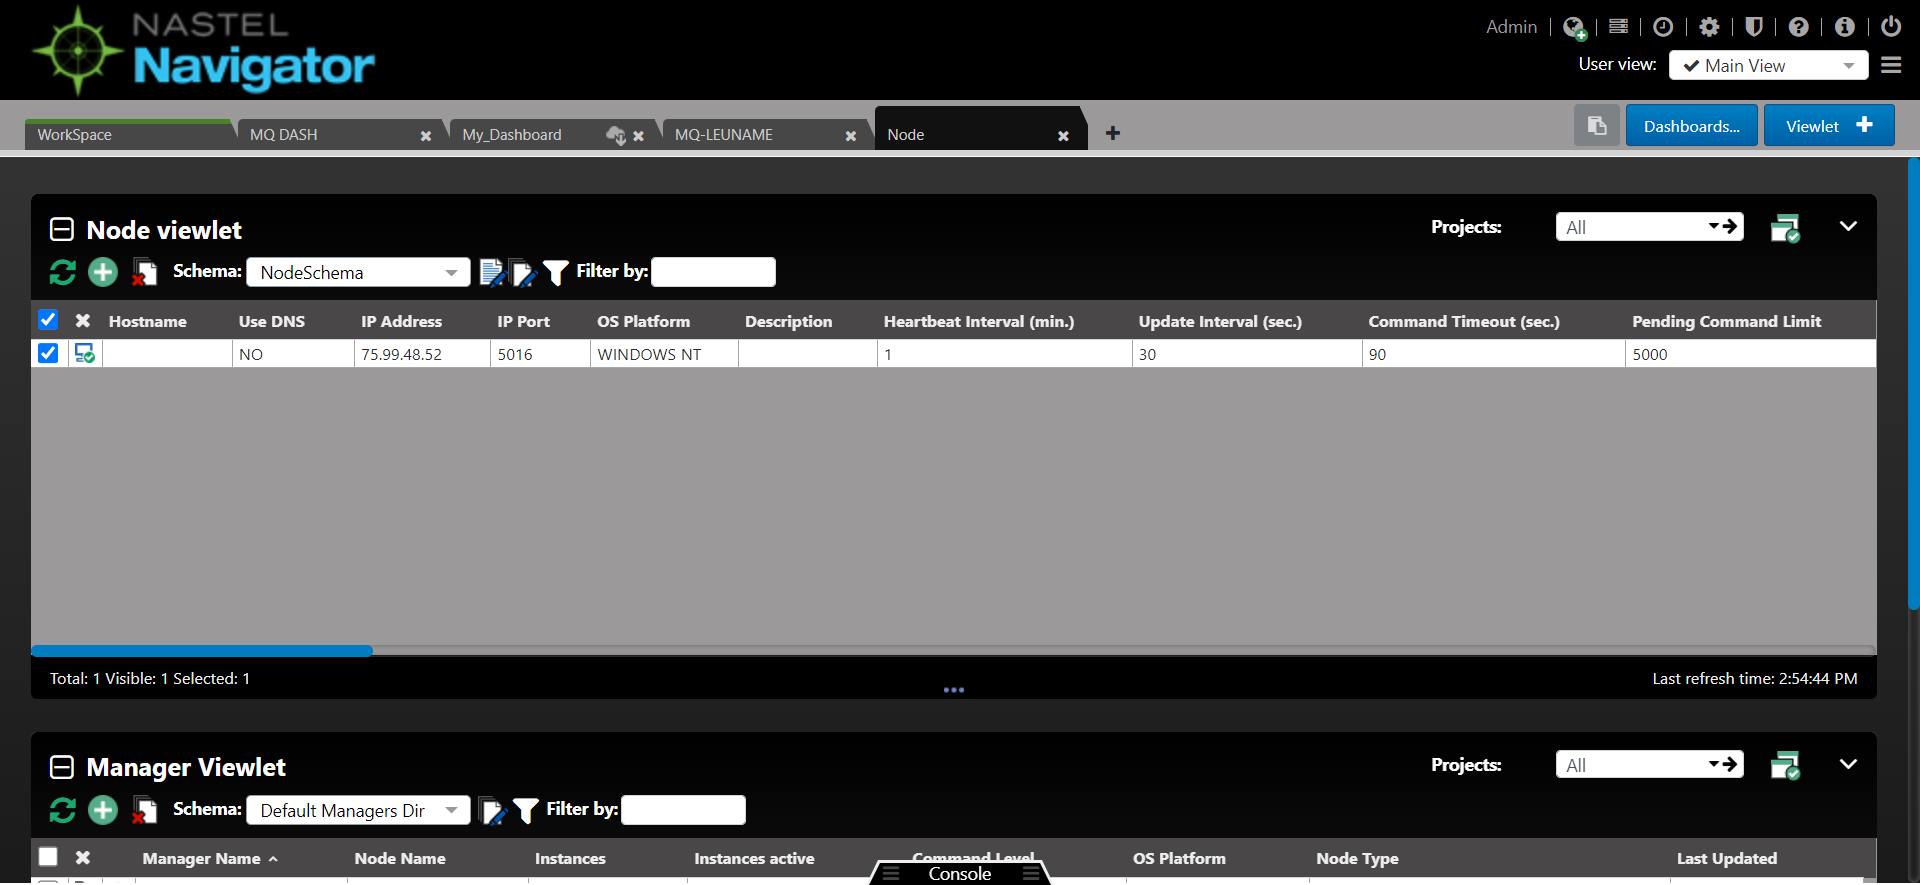 NASTEL
Navigator
Admin
User view:
Main View
WorkSpace
MQ DASH
My_Dashboard
MQ-LEUNAME
Node
Dashboards...
Viewlet
Node viewlet
Projects:
All
Schema:
NodeSchema
Filter by:
Hostname
Use DNS
IP Address
IP Port
OS Platform
Description
Heartbeat Interval (min.)
Update Interval (sec.)
Command Timeout (sec.)
Pending Command Limit
NO
75.99.48.52
5016
WINDOWS NT
1
30
90
5000
Total: 1 Visible: 1 Selected: 1
Last refresh time: 2:54:44 PM
Manager Viewlet
Projects:
All
Schema:
Default Managers Dir
Filter by:
Manager Name
Node Name
Instances
Instances active
Command Level
OS Platform
Node Type
Last Updated
Console